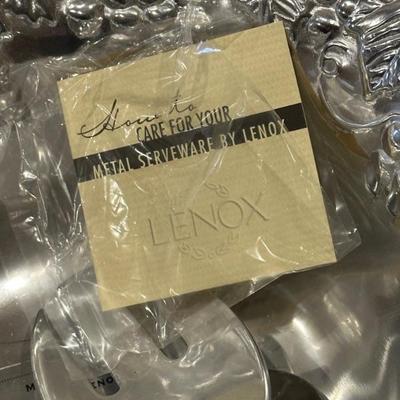 How to
CARE FOR YOUR
METAL SERVEWARE BY LENOX
LENOX